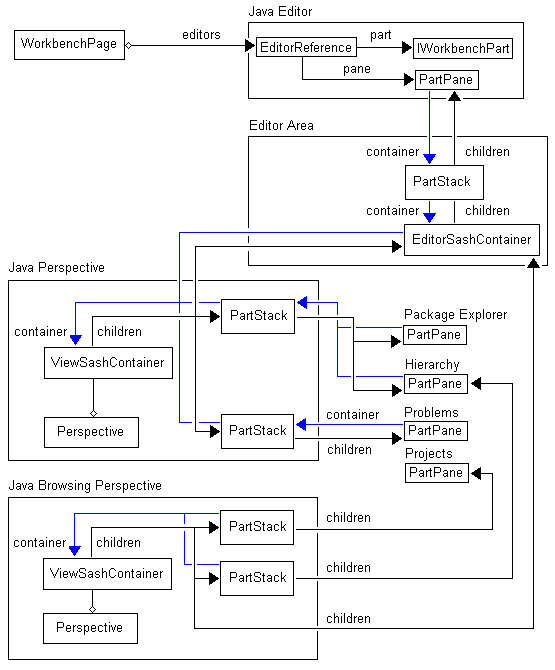 Java Editor
WorkbenchPage
editors
EditorReference
part
IWorkbenchPart
pane
PartPane
Editor Area
container
children
PartStack
container
children
EditorSashContainer
Java Perspective
PartStack
container
children
ViewSashContainer
Perspective
PartStack
Package Explorer
PartPane
Hierarchy
PartPane
container
Problems
PartPane
children
Projects
PartPane
Java Browsing Perspective
PartStack
children
container
children
ViewSashContainer
PartStack
children
Perspective
children